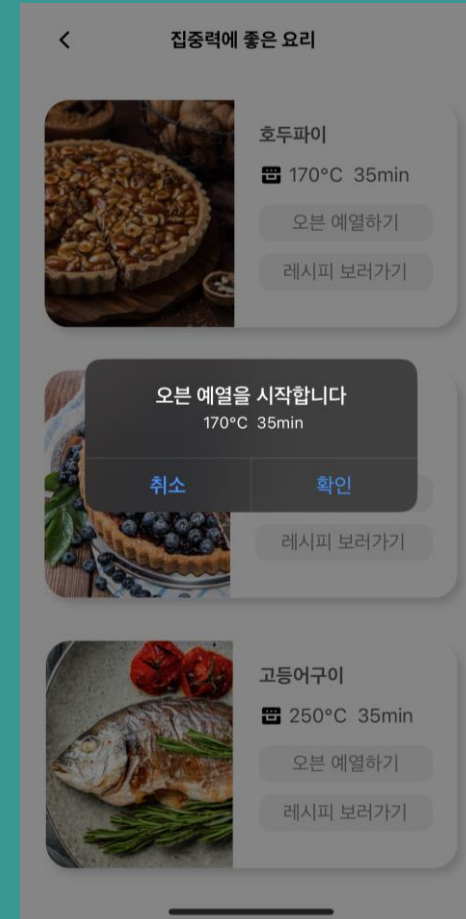 집중력에 좋은 요리
호두파이
170°C 35min
오븐 예열하기
레시피 보러가기
오븐 예열을 시작합니다
170°C 35min
취소 확인
레시피 보러가기
고등어구이
250°C 35min
오븐 예열하기
레시피 보러가기